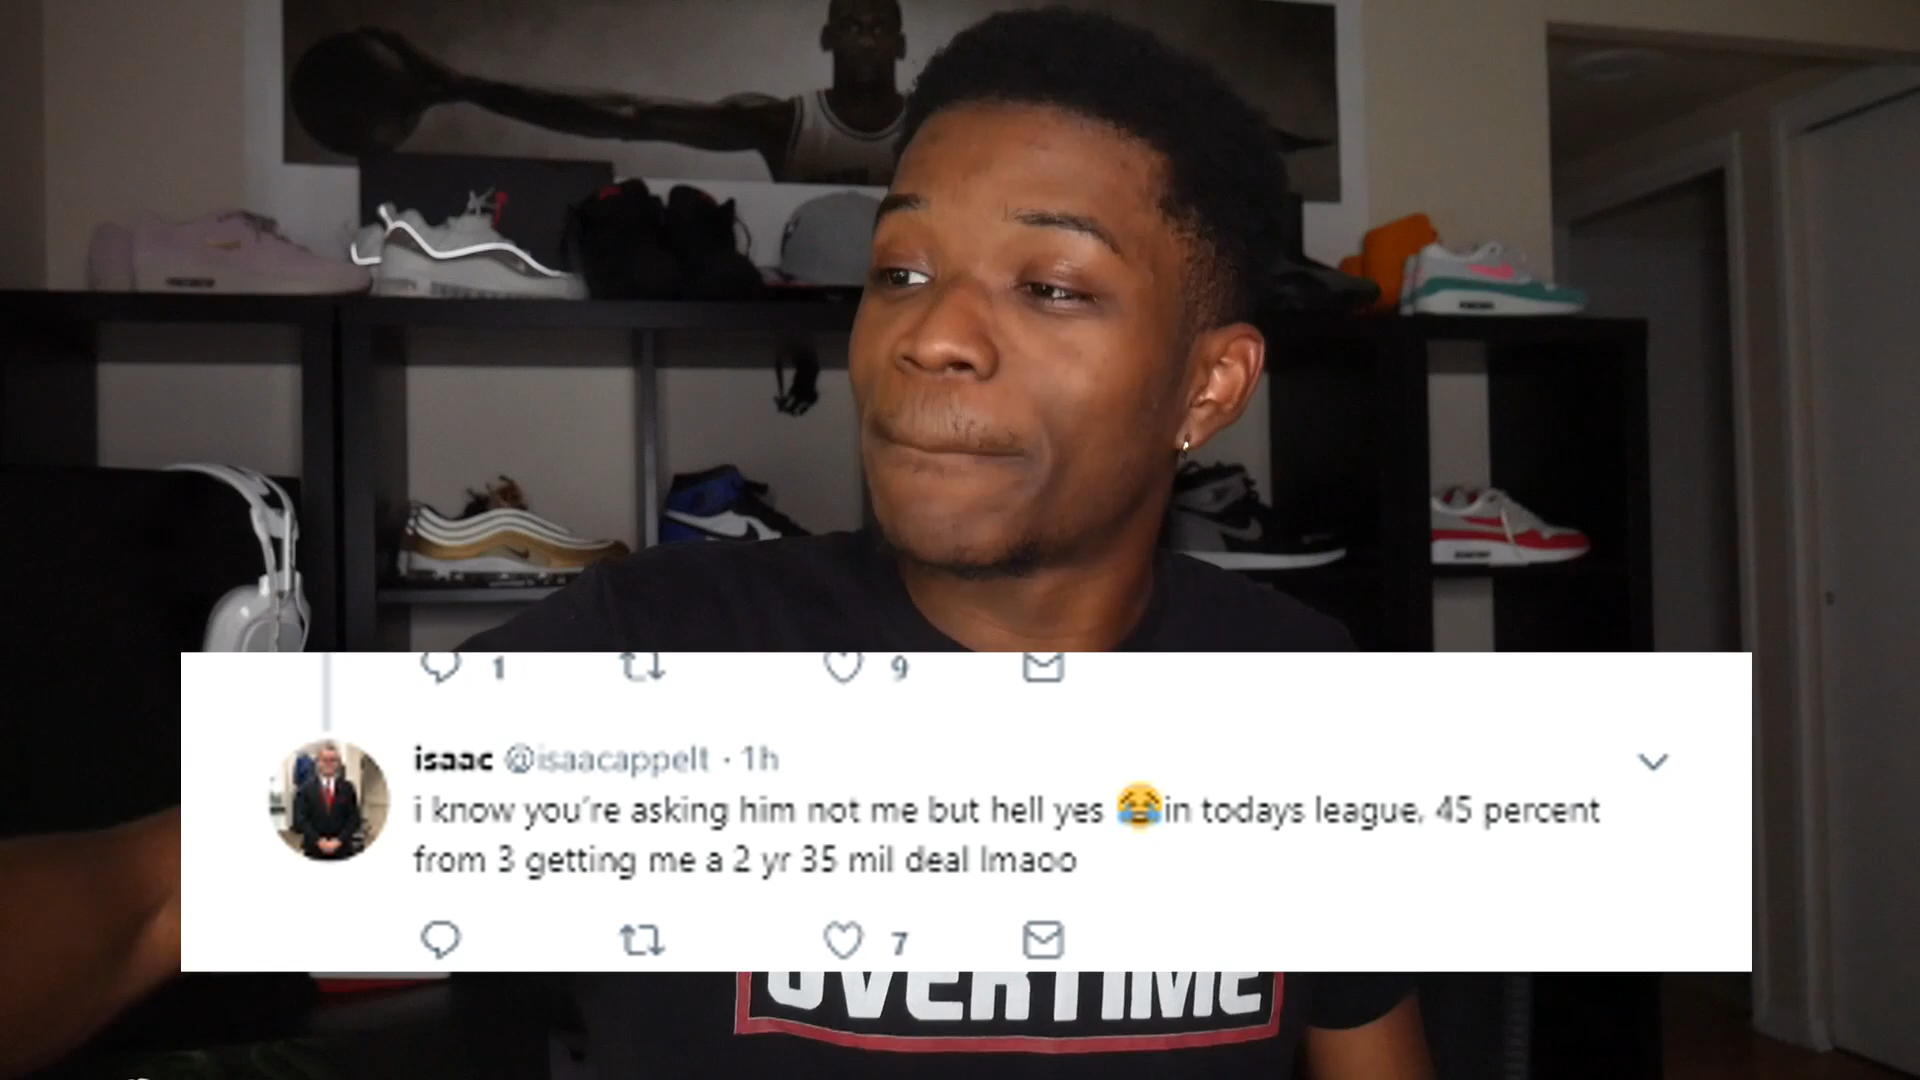 1 9
isaac @isaacappelt · 1h
i know you're asking him not me but hell yes 😂in todays league, 45 percent
from 3 getting me a 2 yr 35 mil deal lmaoo
7
OVERTIME